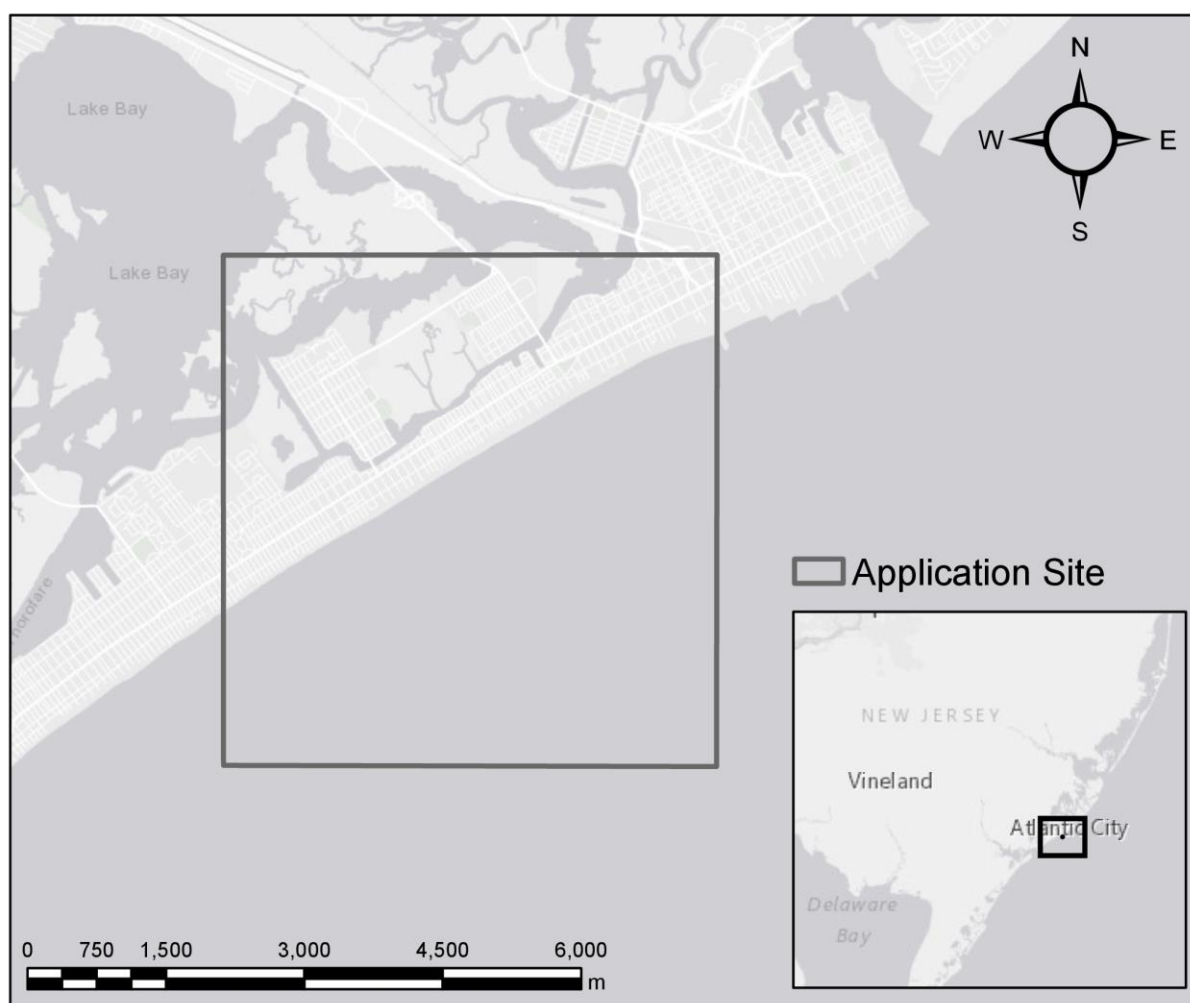 N
Lake Bay
W
E
S
Lake Bay
Application Site
NEW JERSEY
Vineland
Atlantic City
horofare
Delaware
Bay
0 750 1,500 3,000 4,500 6,000
m